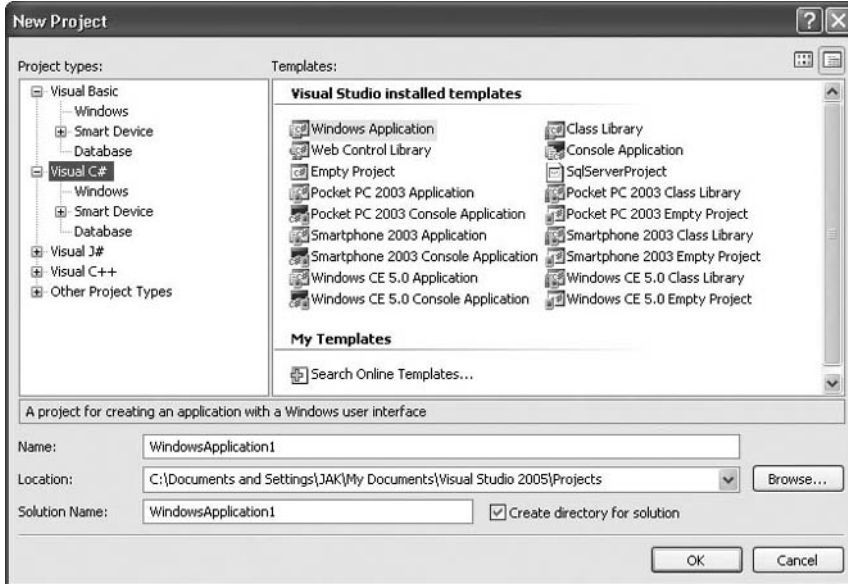 New Project
Project types:
Visual Basic
Windows
Smart Device
Database
Visual C#
Windows
Smart Device
Database
Visual J#
Visual C++
Other Project Types
Templates:
Visual Studio installed templates
Windows Application
Class Library
Web Control Library
Console Application
Empty Project
SqlServerProject
Pocket PC 2003 Application
Pocket PC 2003 Class Library
Pocket PC 2003 Console Application
Pocket PC 2003 Empty Project
Smartphone 2003 Application
Smartphone 2003 Class Library
Smartphone 2003 Console Application
Smartphone 2003 Empty Project
Windows CE 5.0 Application
Windows CE 5.0 Class Library
Windows CE 5.0 Console Application
Windows CE 5.0 Empty Project
My Templates
Search Online Templates...
A project for creating an application with a Windows user interface
Name: WindowsApplication1
Location: C:\Documents and Settings\JAK\My Documents\Visual Studio 2005\Projects Browse...
Solution Name: WindowsApplication1 Create directory for solution
OK Cancel